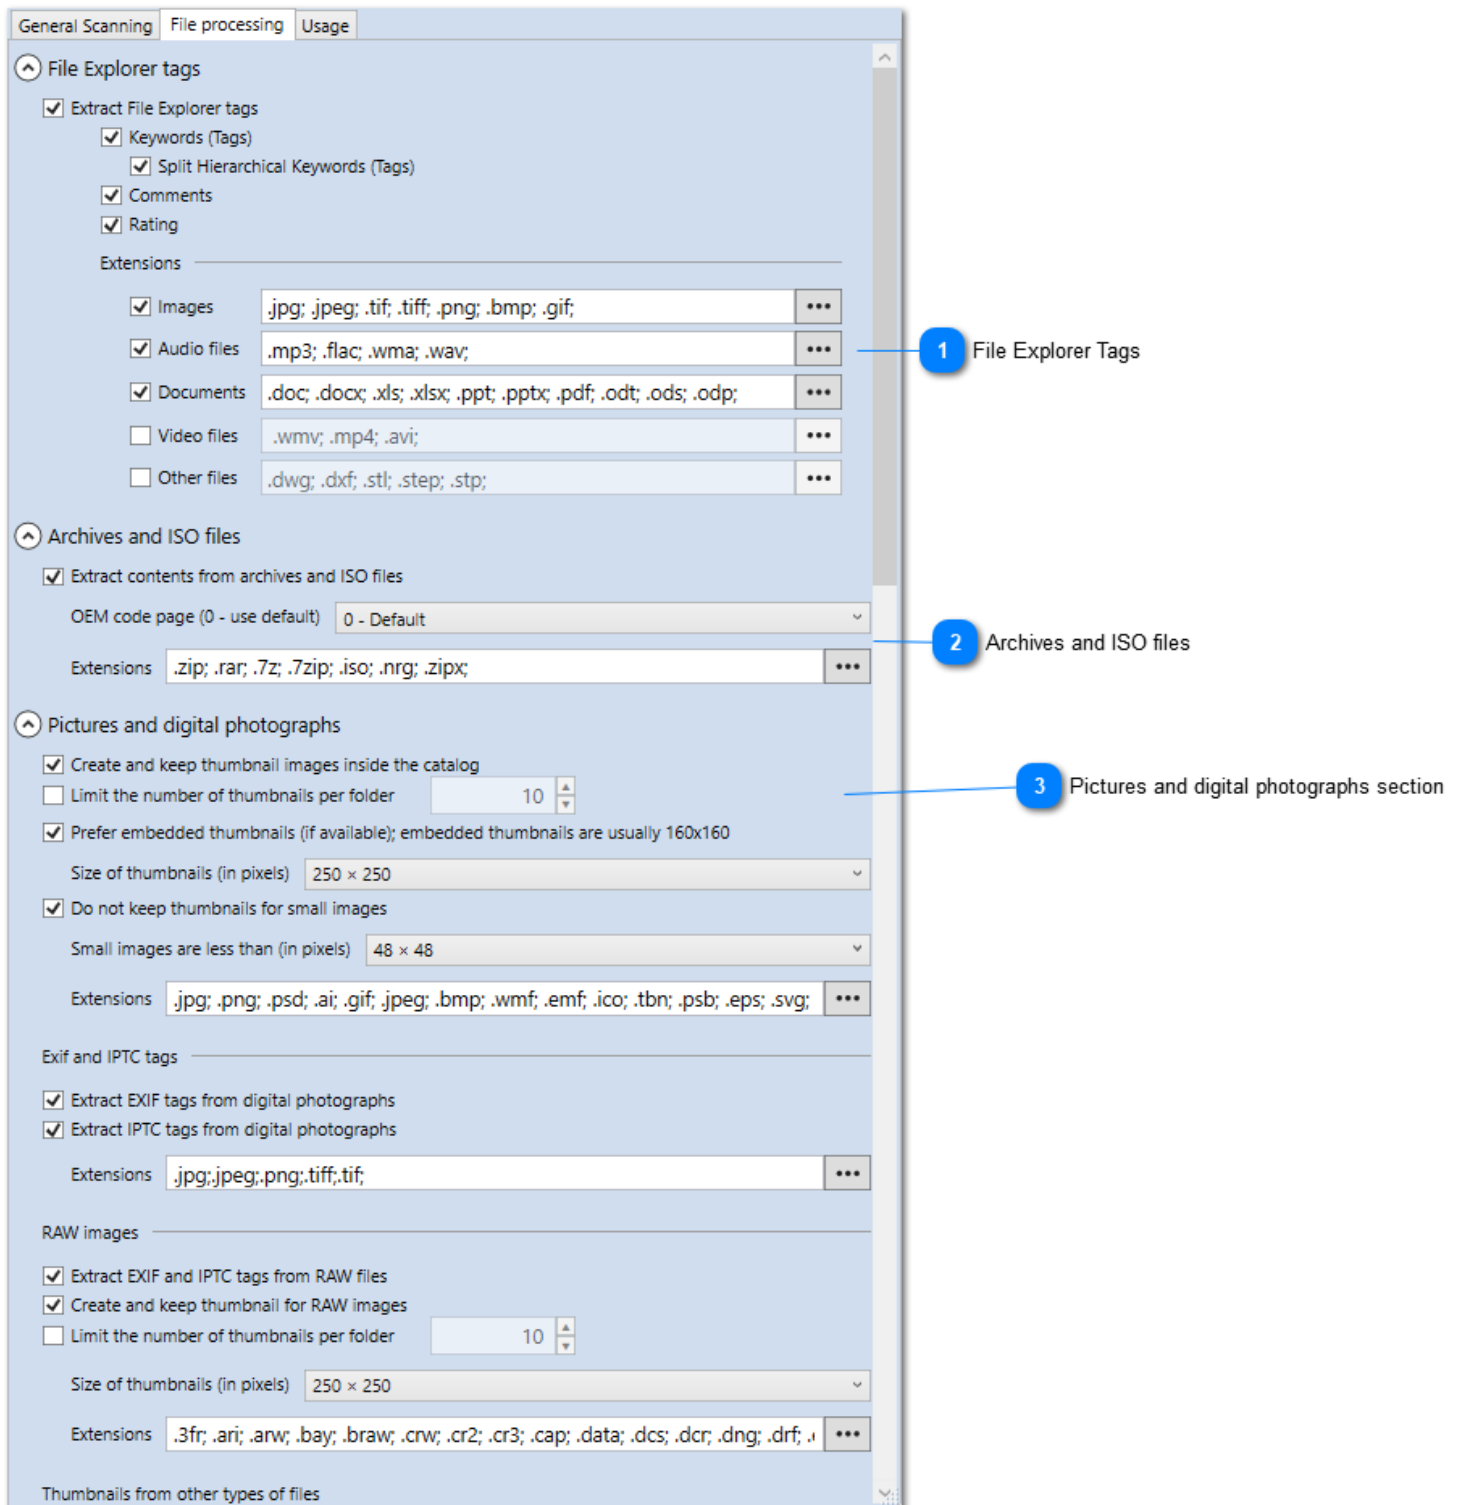 General Scanning File processing Usage
File Explorer tags
Extract File Explorer tags
Keywords (Tags)
Split Hierarchical Keywords (Tags)
Comments
Rating
Extensions
Images .jpg; .jpeg; .tif; .tiff; .png; .bmp; .gif; •••
Audio files .mp3; .flac; .wma; .wav; •••
1 File Explorer Tags
Documents .doc; .docx; .xls; .xlsx; .ppt; .pptx; .pdf; .odt; .ods; .odp; •••
Video files .wmv; .mp4; .avi; •••
Other files .dwg; .dxf; .stl; .step; .stp; •••
Archives and ISO files
Extract contents from archives and ISO files
OEM code page (0 - use default) 0 - Default
2 Archives and ISO files
Extensions .zip; .rar; .7z; .7zip; .iso; .nrg; .zipx; •••
Pictures and digital photographs
Create and keep thumbnail images inside the catalog
3 Pictures and digital photographs section
Limit the number of thumbnails per folder 10
Prefer embedded thumbnails (if available); embedded thumbnails are usually 160x160
Size of thumbnails (in pixels) 250 × 250
Do not keep thumbnails for small images
Small images are less than (in pixels) 48 × 48
Extensions .jpg; .png; .psd; .ai; .gif; .jpeg; .bmp; .wmf; .emf; .ico; .tbn; .psb; .eps; .svg; •••
Exif and IPTC tags
Extract EXIF tags from digital photographs
Extract IPTC tags from digital photographs
Extensions .jpg;.jpeg;.png;.tiff;.tif; •••
RAW images
Extract EXIF and IPTC tags from RAW files
Create and keep thumbnail for RAW images
Limit the number of thumbnails per folder 10
Size of thumbnails (in pixels) 250 × 250
Extensions .3fr; .ari; .arw; .bay; .braw; .crw; .cr2; .cr3; .cap; .data; .dcs; .dcr; .dng; .drf; •••
Thumbnails from other types of files